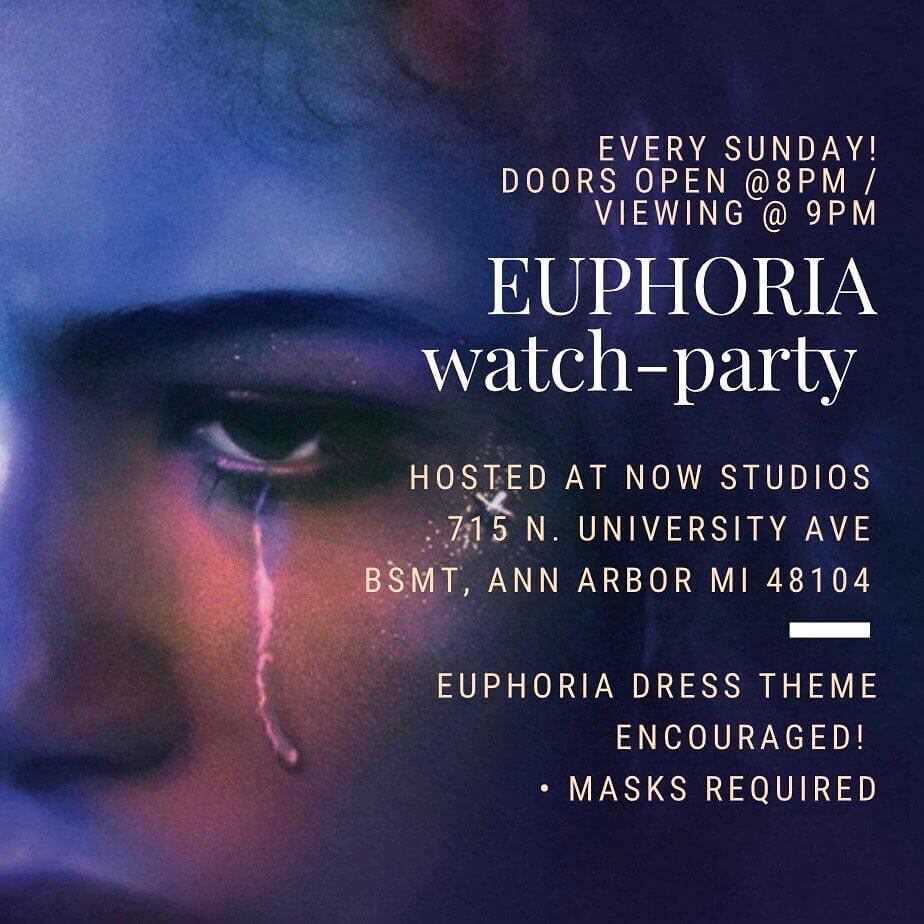 EVERY SUNDAY!
DOORS OPEN @8PM /
VIEWING @ 9PM
EUPHORIA
watch-party
HOSTED AT NOW STUDIOS
715 N. UNIVERSITY AVE
BSMT, ANN ARBOR MI 48104
EUPHORIA DRESS THEME
ENCOURAGED!
• MASKS REQUIRED